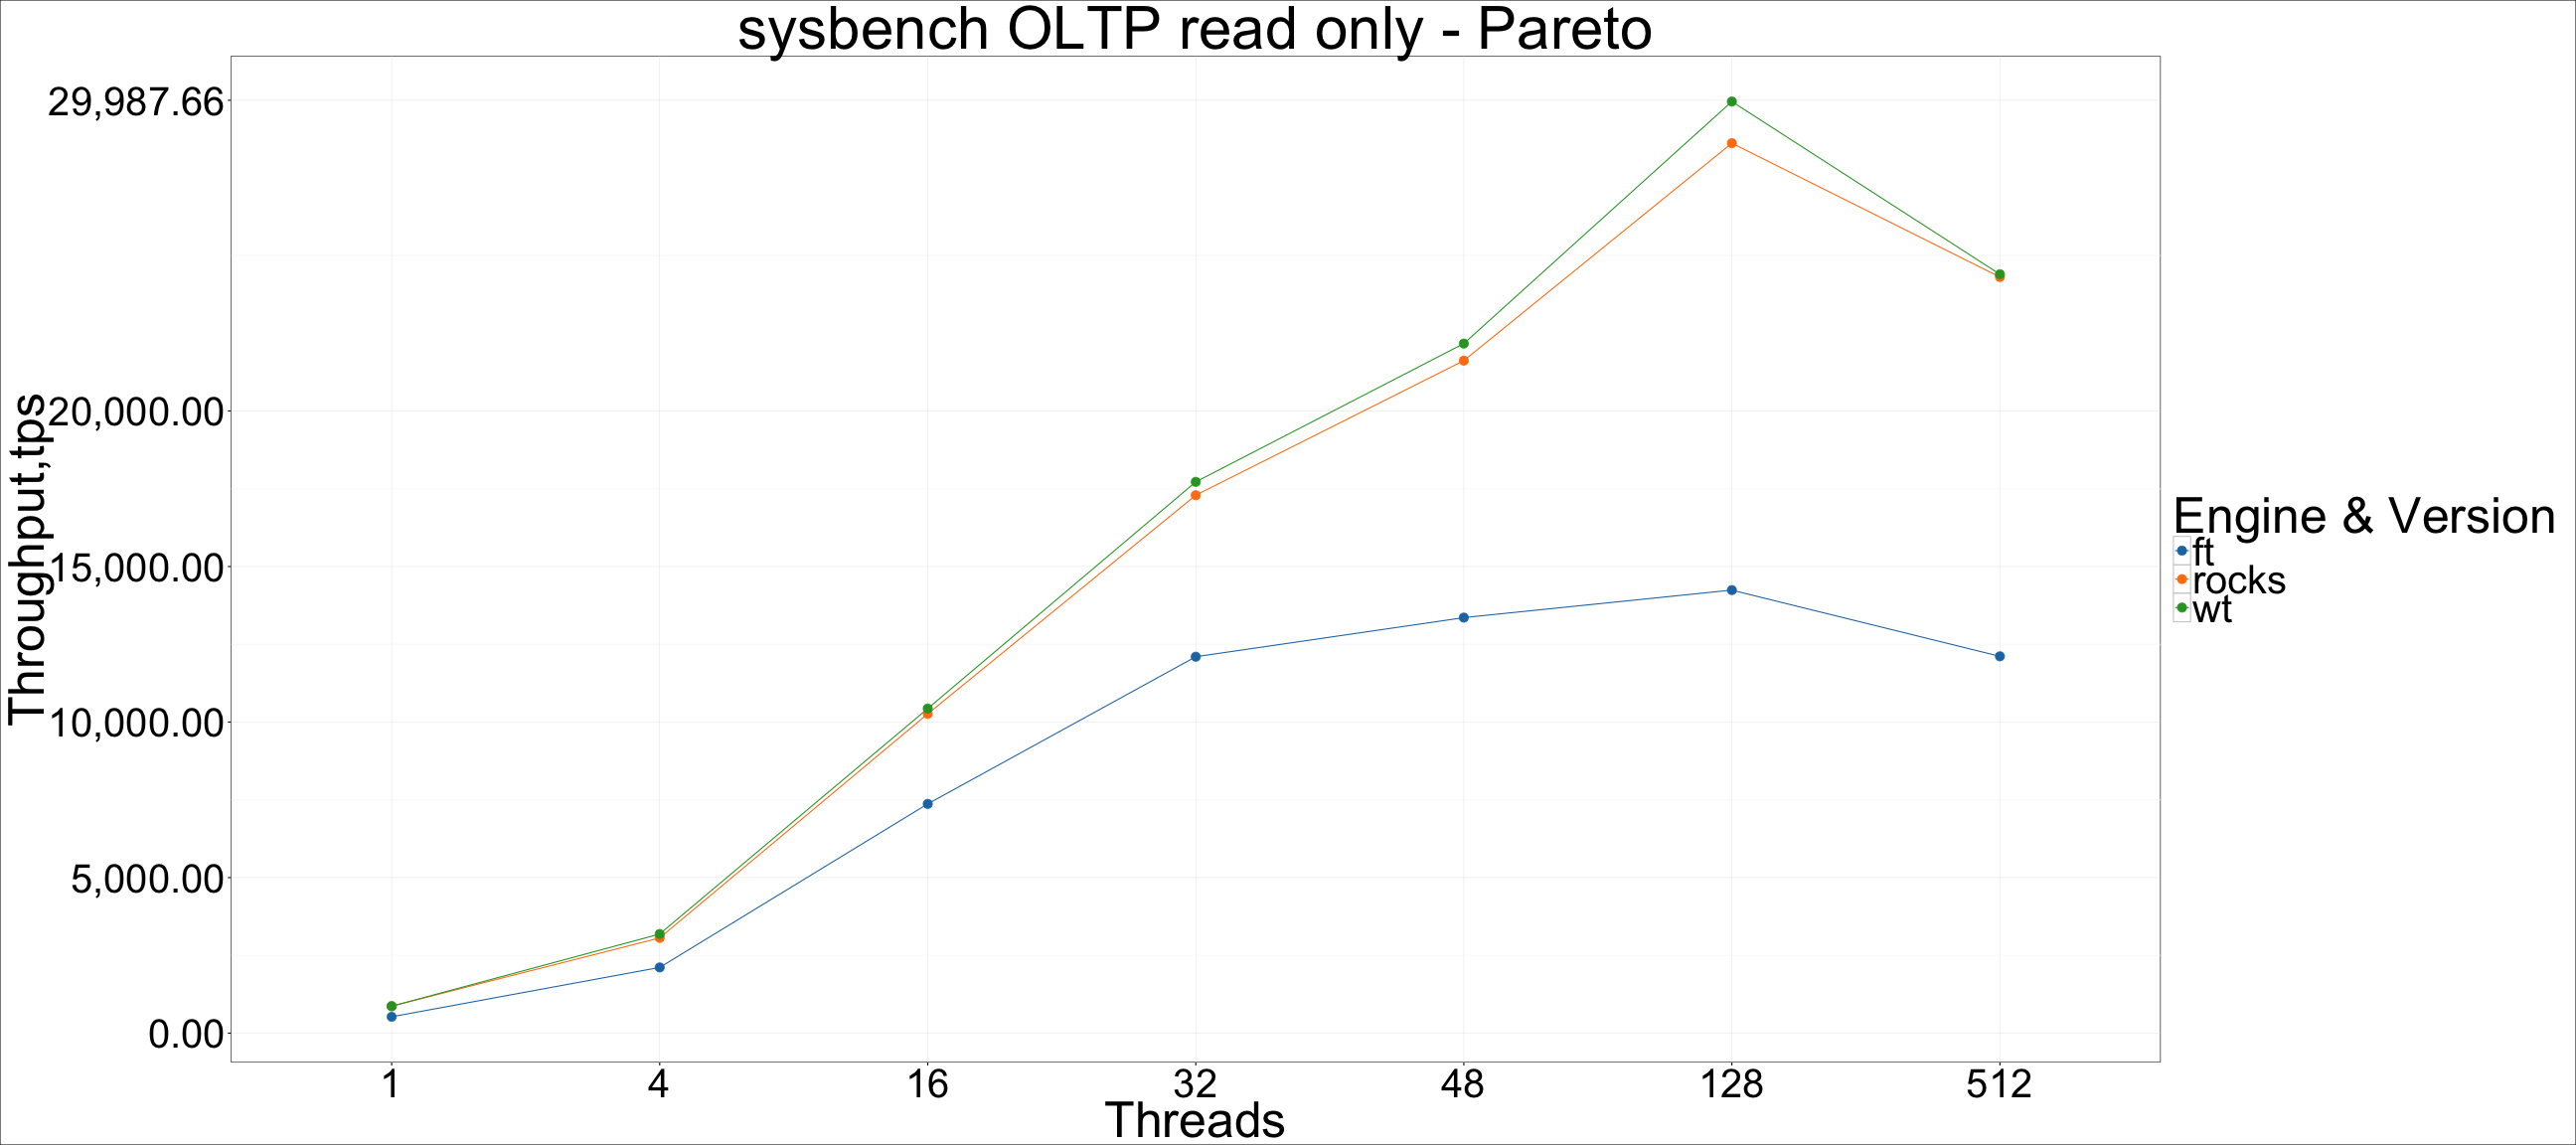 sysbench OLTP read only - Pareto
29,987.66
20,000.00
15,000.00
10,000.00
5,000.00
0.00
Throughput,tps
1 4 16 32 48 128 512
Threads
Engine & Version
ft
rocks
wt